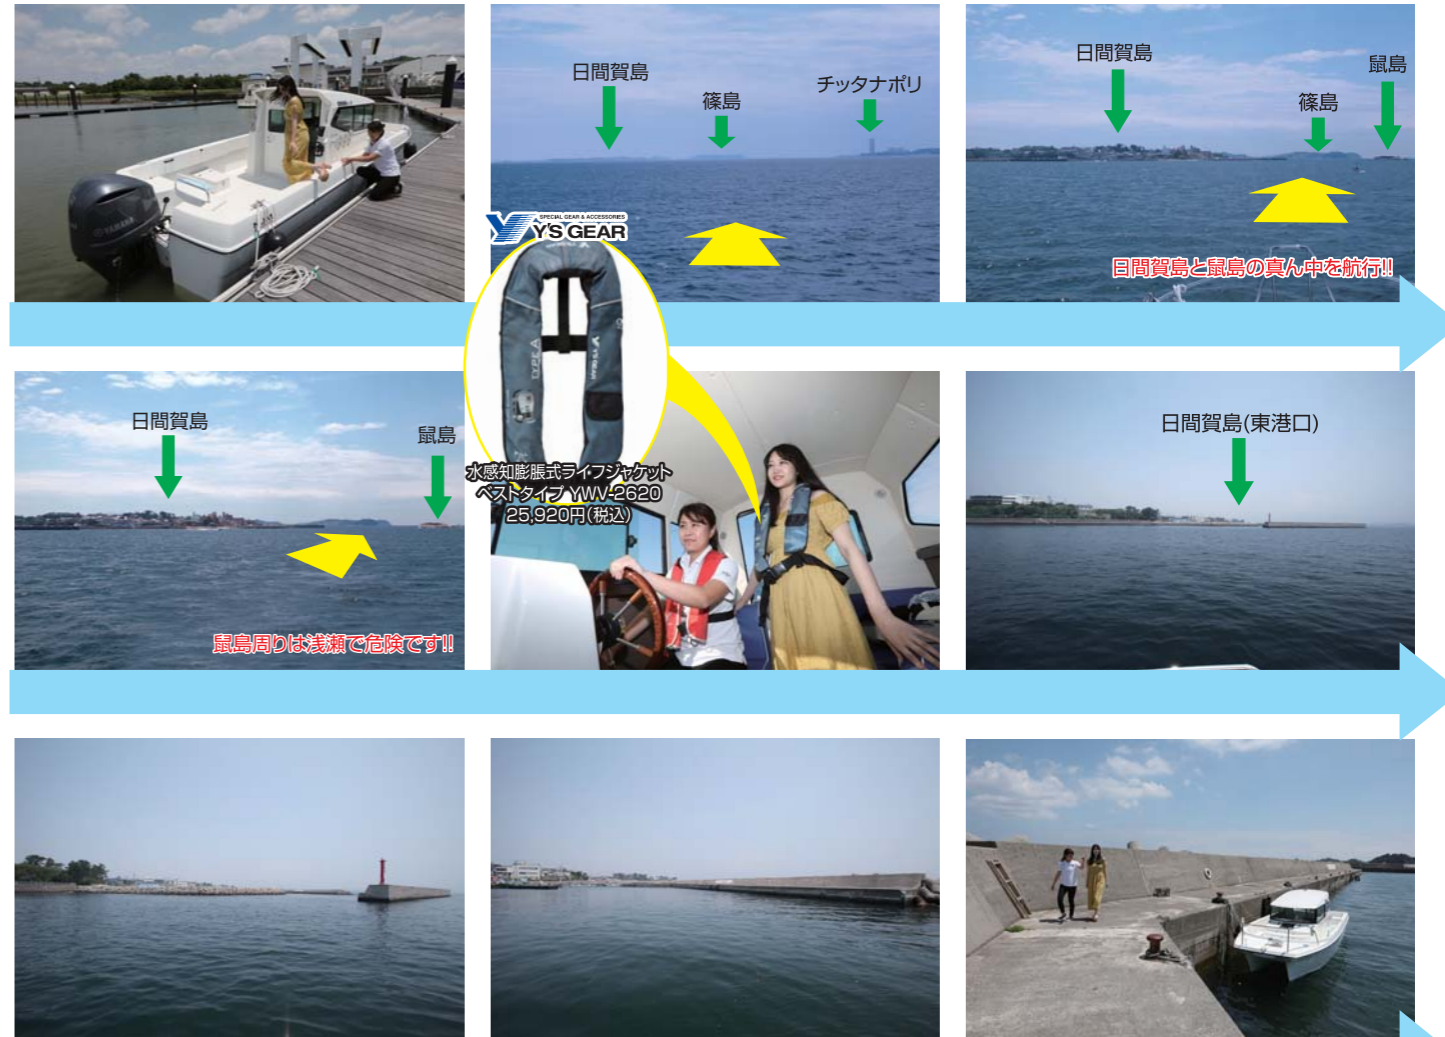 YAMAHA
日間賀島
篠島
チッタナポリ
日間賀島
篠島
鼠島
日間賀島と鼠島の真ん中を航行!!
SPECIAL GEAR & ACCESSORIES
Y'S GEAR
TYPE A
Y'S GEAR
水感知膨脹式ライフジャケット
ベストタイプ YWV-2620
25,920円(税込)
日間賀島
鼠島
鼠島周りは浅瀬で危険です!!
日間賀島(東港口)